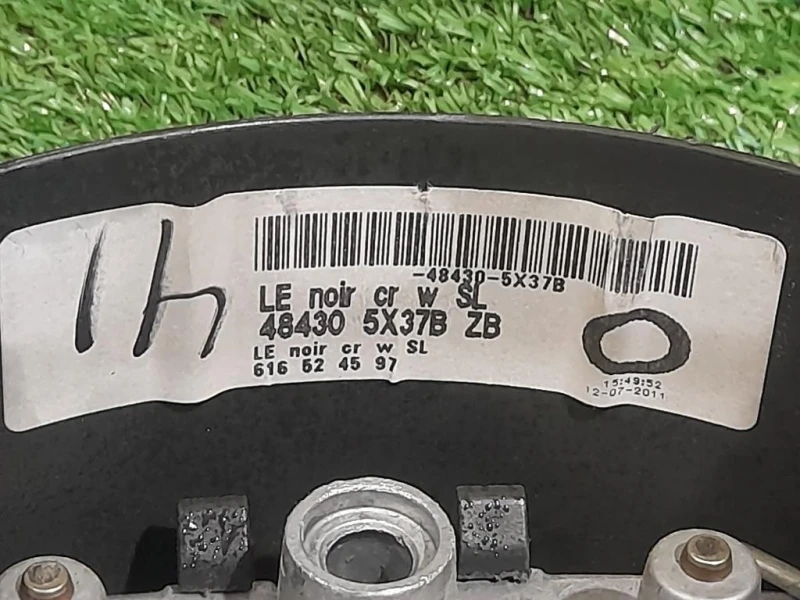 14
-48430-5X37B
LE noir cr w SL
48430 5X37B ZB
LE noir cr w SL
616 52 45 97
O
15:49:52
12-07-2011